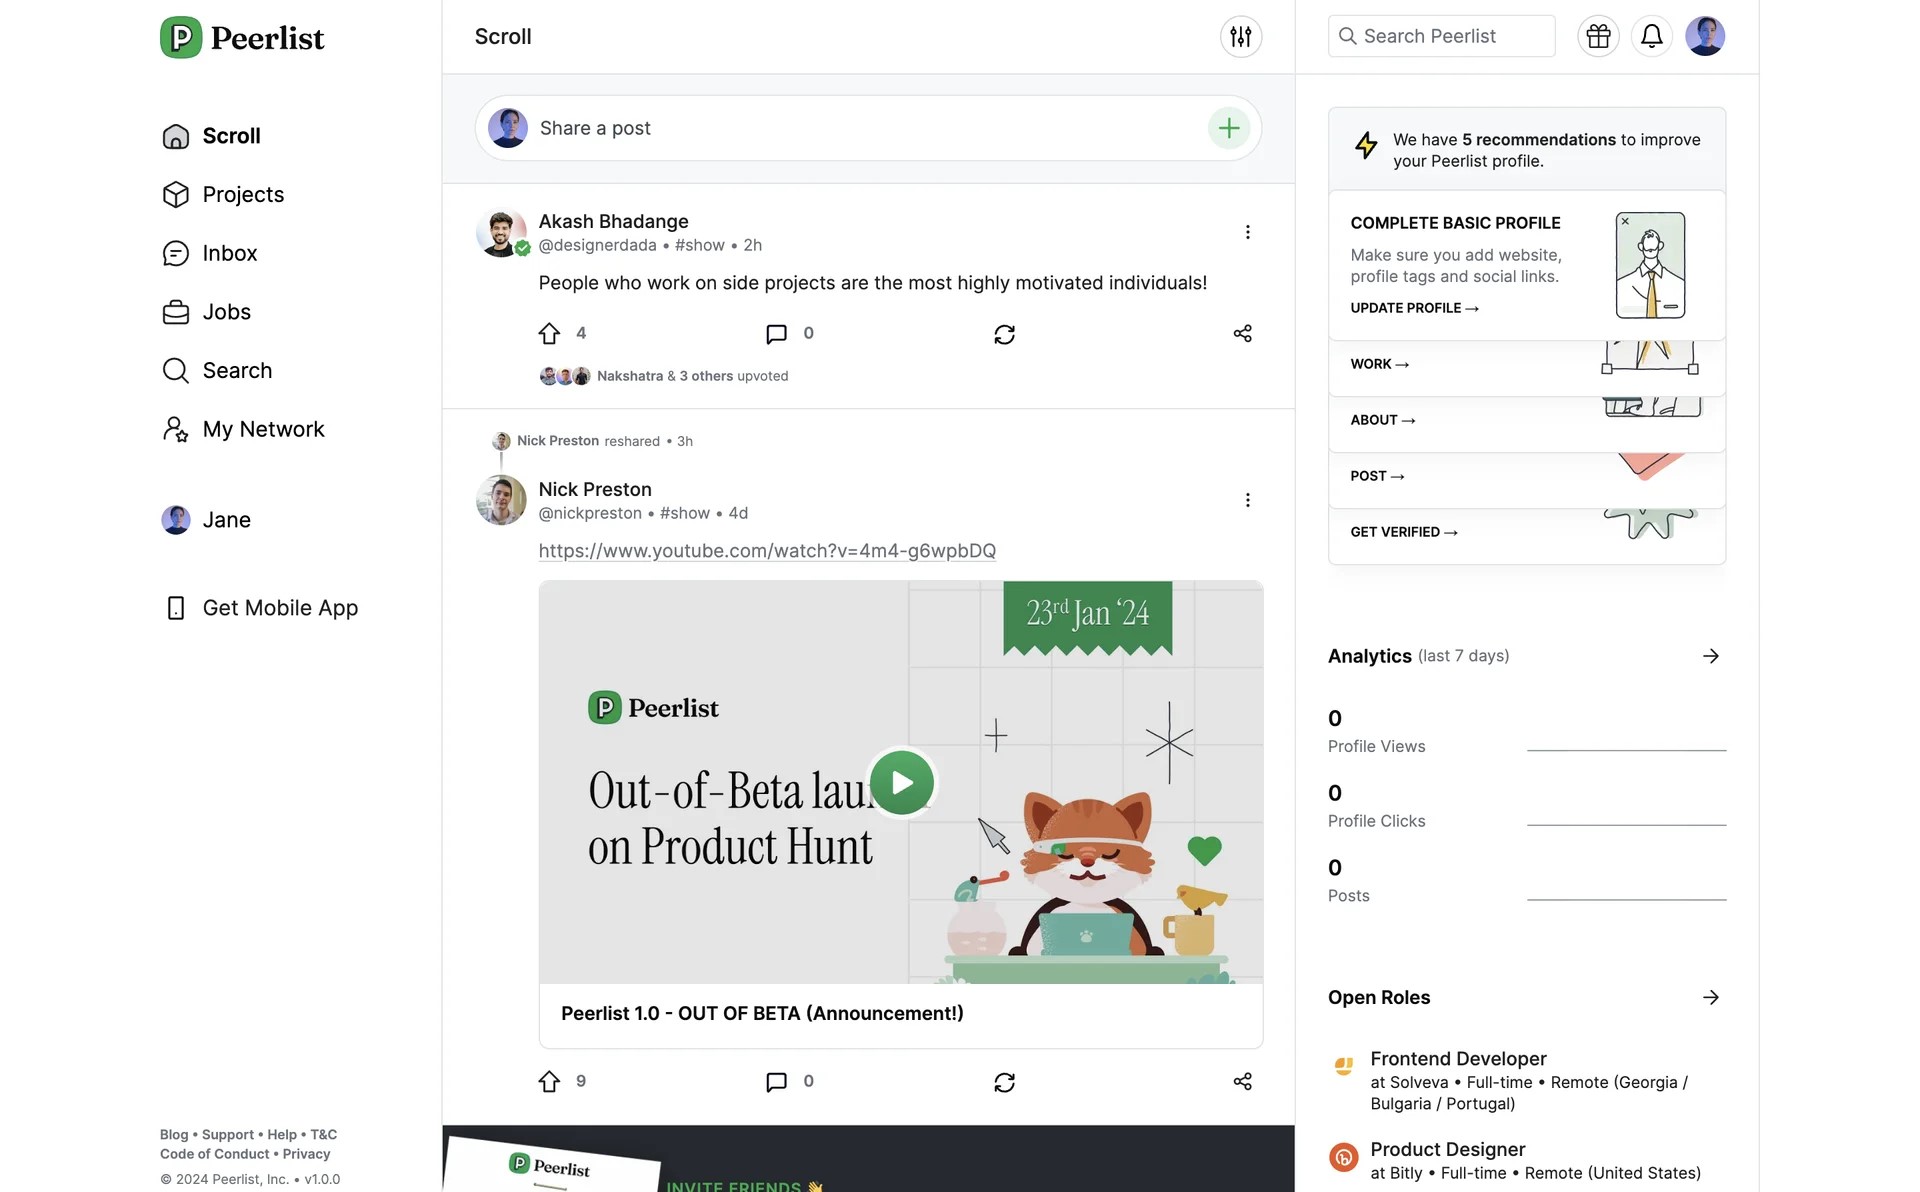 Peerlist
Scroll
Projects
Inbox
Jobs
Search
My Network
Jane
Get Mobile App
Blog • Support • Help • T&C
Code of Conduct • Privacy
© 2024 Peerlist, Inc. • v1.0.0
Scroll
Share a post
Akash Bhadange
@designerdada • #show • 2h
People who work on side projects are the most highly motivated individuals!
4
0
Nakshatra & 3 others upvoted
Nick Preston reshared • 3h
Nick Preston
@nickpreston • #show • 4d
https://www.youtube.com/watch?v=4m4-g6wpbDQ
23rd Jan ‘24
Peerlist
Out-of-Beta
on Product Hunt
Peerlist 1.0 - OUT OF BETA (Announcement!)
9
0
Peerlist
INVITE FRIENDS 👋
Search Peerlist
We have 5 recommendations to improve
your Peerlist profile.
COMPLETE BASIC PROFILE
Make sure you add website,
profile tags and social links.
UPDATE PROFILE →
WORK →
ABOUT →
POST →
GET VERIFIED →
Analytics (last 7 days)
0
Profile Views
0
Profile Clicks
0
Posts
Open Roles
Frontend Developer
at Solveva • Full-time • Remote (Georgia /
Bulgaria / Portugal)
Product Designer
at Bitly • Full-time • Remote (United States)